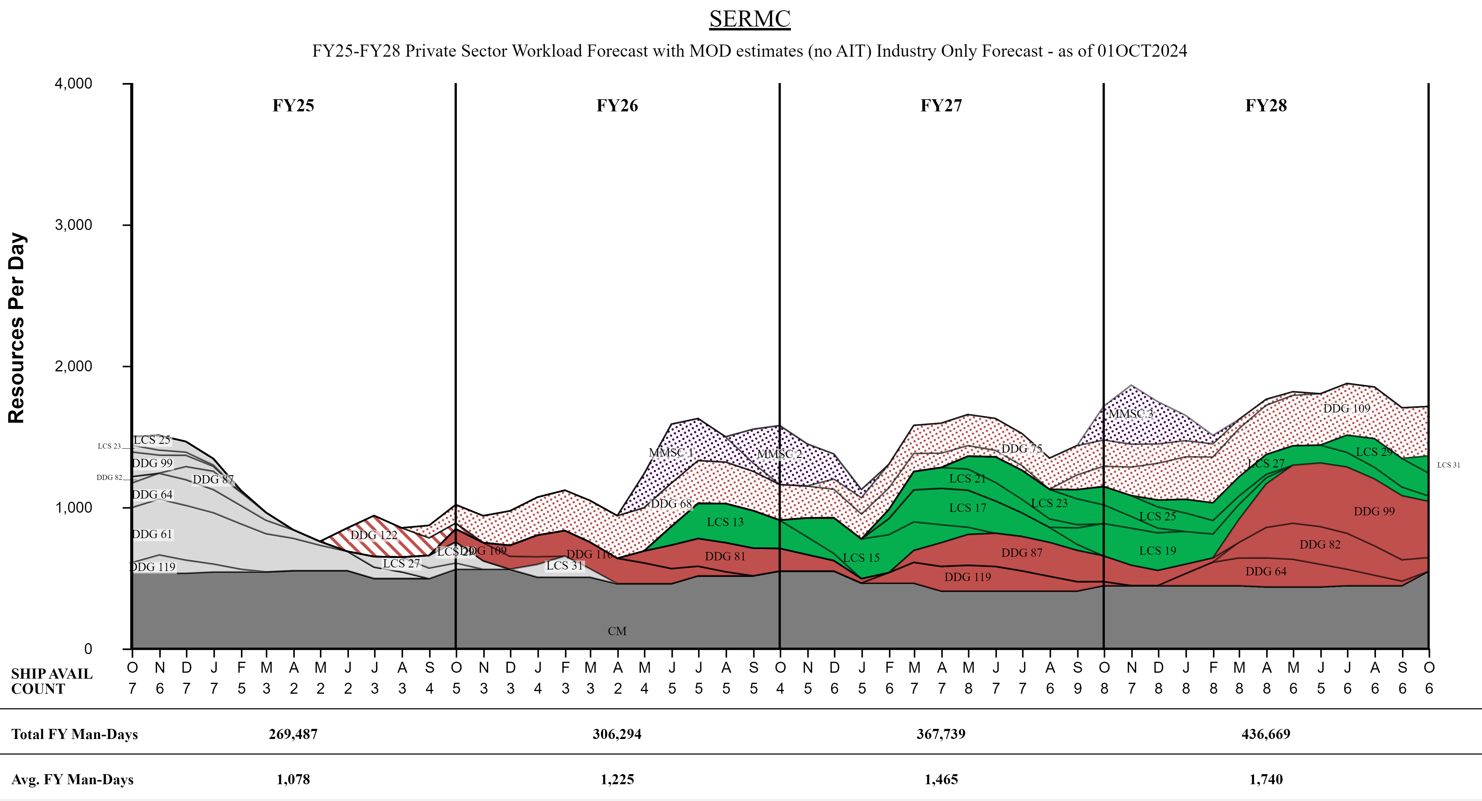 SERMC
FY25-FY28 Private Sector Workload Forecast with MOD estimates (no AIT) Industry Only Forecast - as of 01OCT2024
Resources Per Day
4,000
3,000
2,000
1,000
0
FY25 FY26 FY27 FY28
LCS 25
LCS 23
DDG 99
DDG 82
DDG 87
DDG 64
DDG 61
DDG 119
DDG 122
LCS 27
LCS 29
DDG 109
LCS 31
DDG 110
CM
MMSC 1
DDG 68
LCS 13
DDG 81
MMSC 2
LCS 15
DDG 75
LCS 21
LCS 17
LCS 23
DDG 87
DDG 119
MMSC 3
LCS 25
LCS 19
LCS 27
DDG 109
LCS 29
LCS 31
DDG 99
DDG 82
DDG 64
O N D J F M A M J J A S O N D J F M A M J J A S O N D J F M A M J J A S O N D J F M A M J J A S O
SHIP AVAIL
COUNT
7 6 7 7 5 3 2 2 2 3 3 4 5 3 3 4 3 3 2 4 5 5 5 5 4 6 6 5 6 7 7 8 7 7 6 9 8 7 8 8 8 8 8 6 5 6 6 6 6
Total FY Man-Days 269,487 306,294 367,739 436,669
Avg. FY Man-Days 1,078 1,225 1,465 1,740